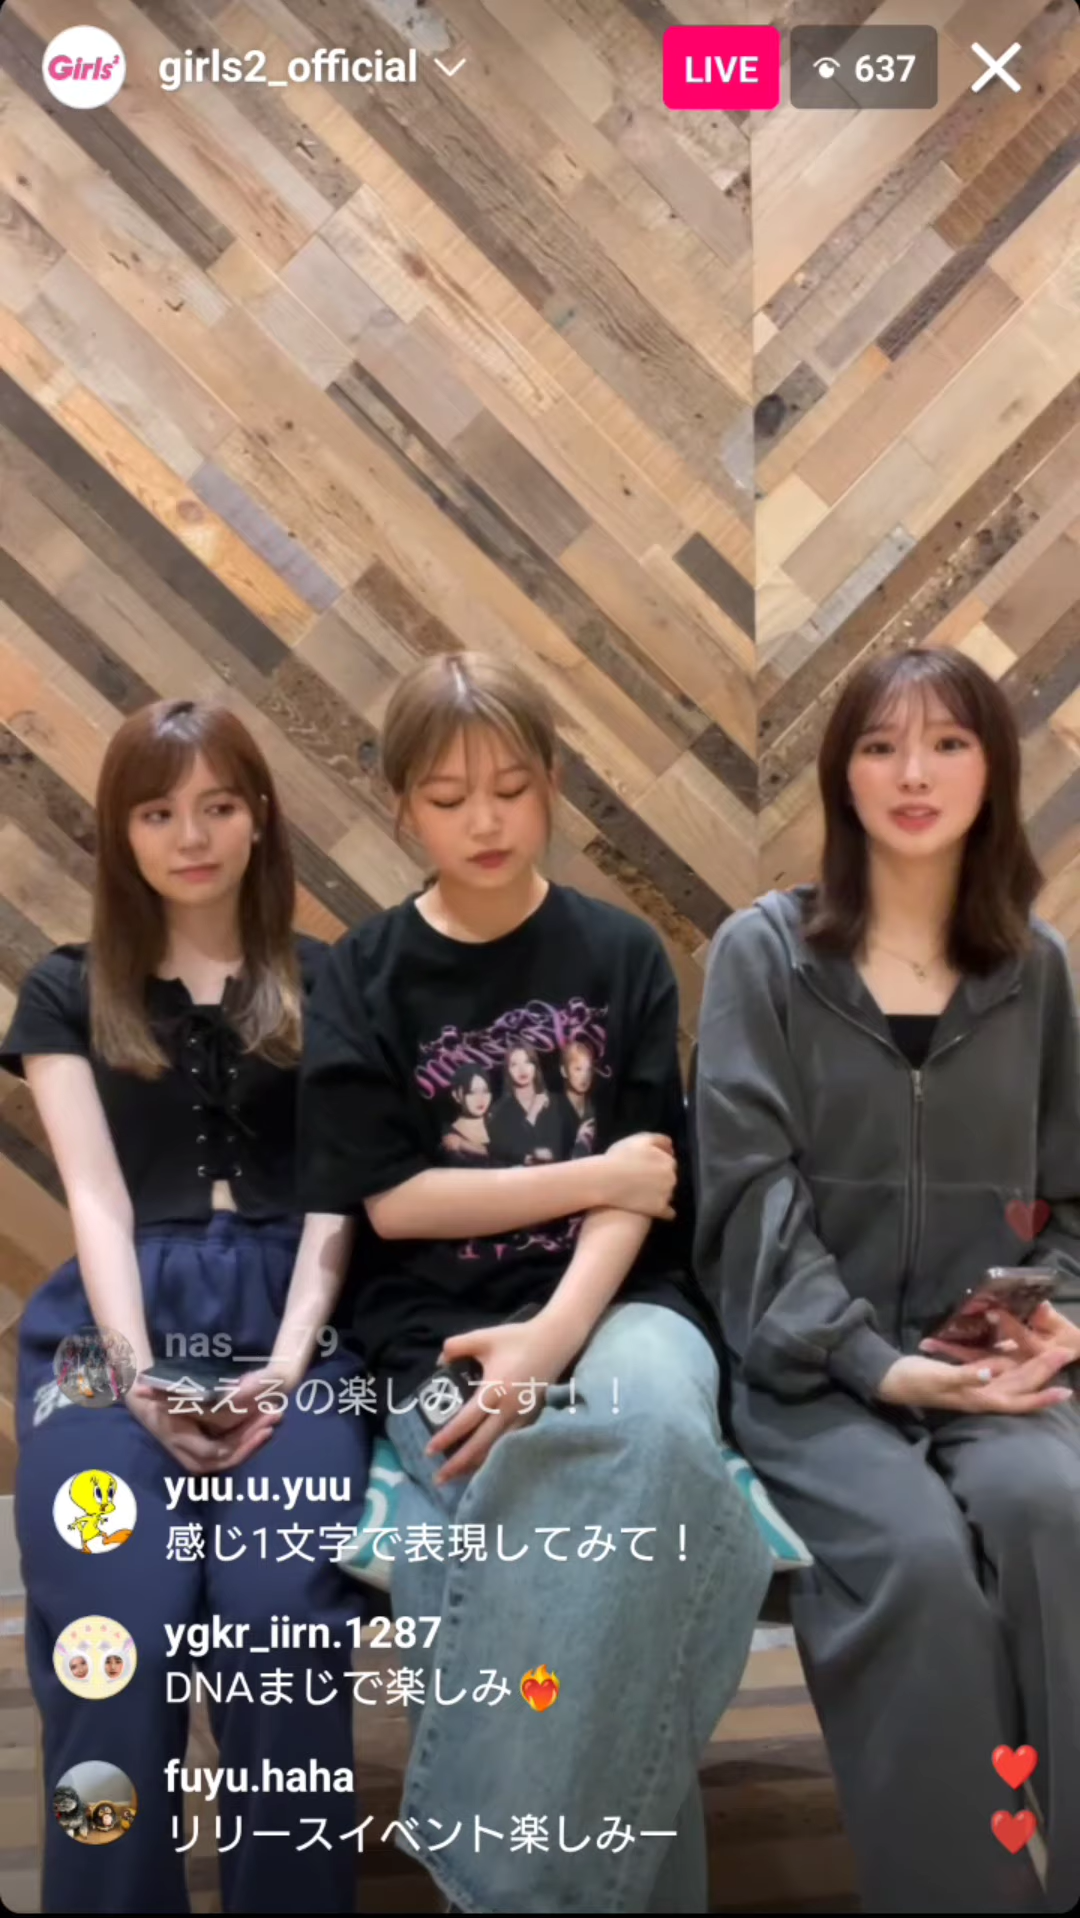 Girls²
girls2_official
LIVE
637
nas__79
会えるの楽しみです！！
yuu.u.yuu
感じ1文字で表現してみて！
ygkr_iirn.1287
DNAまじで楽しみ❤️‍🔥
fuyu.haha
リリースイベント楽しみー